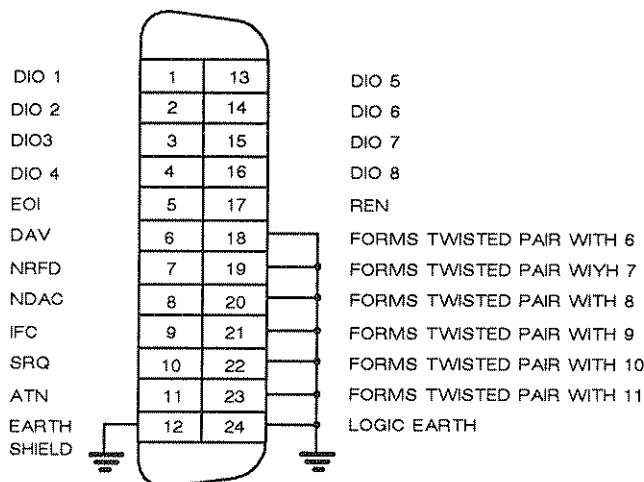 DIO 1 1 13 DIO 5
DIO 2 2 14 DIO 6
DIO3 3 15 DIO 7
DIO 4 4 16 DIO 8
EOI 5 17 REN
DAV 6 18 FORMS TWISTED PAIR WITH 6
NRFD 7 19 FORMS TWISTED PAIR WIYH 7
NDAC 8 20 FORMS TWISTED PAIR WITH 8
IFC 9 21 FORMS TWISTED PAIR WITH 9
SRQ 10 22 FORMS TWISTED PAIR WITH 10
ATN 11 23 FORMS TWISTED PAIR WITH 11
EARTH 12 24 LOGIC EARTH
SHIELD